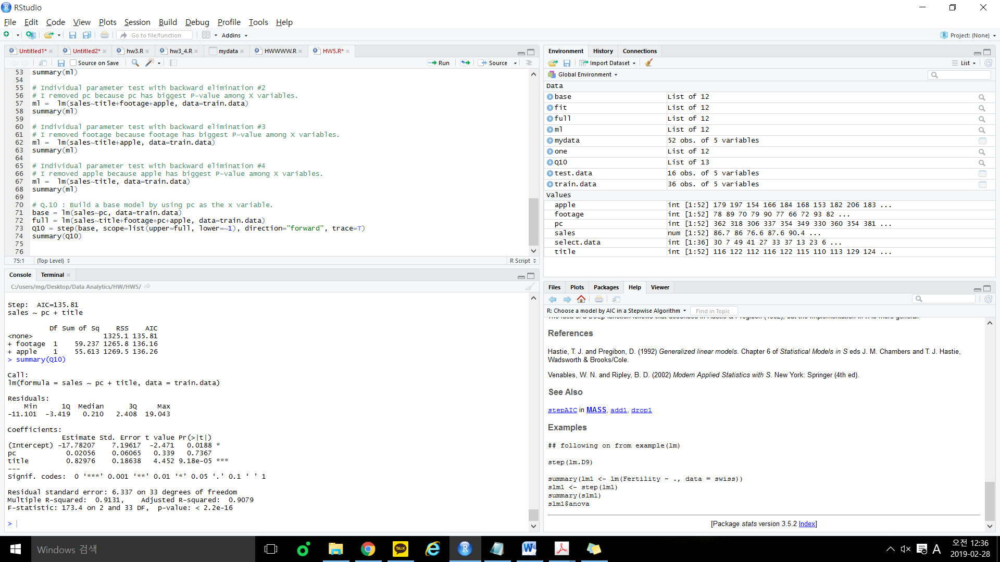 RStudio
File Edit Code View Plots Session Build Debug Profile Tools Help
Go to file/function Addins Project: (None)
Untitled1* Untitled2* hw3.R hw3_4.R mydata HWWWW.R HW5.R*
Source on Save Run Source
53 summary(ml)
54
55 # Individual parameter test with backward elimination #2
56 # I removed pc because pc has biggest P-value among X variables.
57 ml =  lm(sales~title+footage+apple, data=train.data)
58 summary(ml)
59
60 # Individual parameter test with backward elimination #3
61 # I removed footage because footage has biggest P-value among X variables.
62 ml =  lm(sales~title+apple, data=train.data)
63 summary(ml)
64
65 # Individual parameter test with backward elimination #4
66 # I removed apple because apple has biggest P-value among X variables.
67 ml =  lm(sales~title, data=train.data)
68 summary(ml)
69
70 # Q.10 : Build a base model by using pc as the x variable.
71 base = lm(sales~pc, data=train.data)
72 full = lm(sales~title+footage+pc+apple, data=train.data)
73 Q10 = step(base, scope=list(upper=full, lower=~1), direction="forward", trace=T)
74 summary(Q10)
75
76
75:1 (Top Level) R Script
Console Terminal
C:/users/mg/Desktop/Data Analytics/HW/HW5/
Step:  AIC=135.81
sales ~ pc + title
Df Sum of Sq    RSS    AIC
<none>                 1325.1 135.81
+ footage  1    59.237 1265.8 136.16
+ apple    1    55.613 1269.5 136.26
> summary(Q10)
Call:
lm(formula = sales ~ pc + title, data = train.data)
Residuals:
Min      1Q  Median      3Q     Max
-11.101  -3.419   0.210   2.408  19.043
Coefficients:
Estimate Std. Error t value Pr(>|t|)
(Intercept) -17.78207    7.19617  -2.471   0.0188 *
pc            0.02056    0.06065   0.339   0.7367
title         0.82976    0.18638   4.452 9.18e-05 ***
---
Signif. codes:  0 ‘***’ 0.001 ‘**’ 0.01 ‘*’ 0.05 ‘.’ 0.1 ‘ ’ 1
Residual standard error: 6.337 on 33 degrees of freedom
Multiple R-squared:  0.9131,    Adjusted R-squared:  0.9079
F-statistic: 173.4 on 2 and 33 DF,  p-value: < 2.2e-16
>
Environment History Connections
Import Dataset List
Global Environment
Data
base List of 12
fit List of 12
full List of 12
ml List of 12
mydata 52 obs. of 5 variables
one List of 12
Q10 List of 13
test.data 16 obs. of 5 variables
train.data 36 obs. of 5 variables
Values
apple int [1:52] 179 197 154 166 184 168 153 182 206 183 ...
footage int [1:52] 78 89 70 79 90 77 66 72 93 82 ...
pc int [1:52] 362 318 306 337 354 349 330 360 354 381 ...
sales num [1:52] 86.7 86 76.6 87.6 90.4 ...
select.data int [1:36] 30 7 49 41 27 33 37 13 23 6 ...
title int [1:52] 116 122 112 116 122 115 110 113 129 124 ...
Files Plots Packages Help Viewer
R: Choose a model by AIC in a Stepwise Algorithm Find in Topic
References
Hastie, T. J. and Pregibon, D. (1992) Generalized linear models. Chapter 6 of Statistical Models in S eds J. M. Chambers and T. J. Hastie,
Wadsworth & Brooks/Cole.
Venables, W. N. and Ripley, B. D. (2002) Modern Applied Statistics with S. New York: Springer (4th ed).
See Also
stepAIC in MASS, add1, drop1
Examples
## following on from example(lm)
step(lm.D9)
summary(lm1 <- lm(Fertility ~ ., data = swiss))
slm1 <- step(lm1)
summary(slm1)
slm1$anova
[Package stats version 3.5.2 Index]
Windows 검색
TALK
A
오전 12:36
2019-02-28